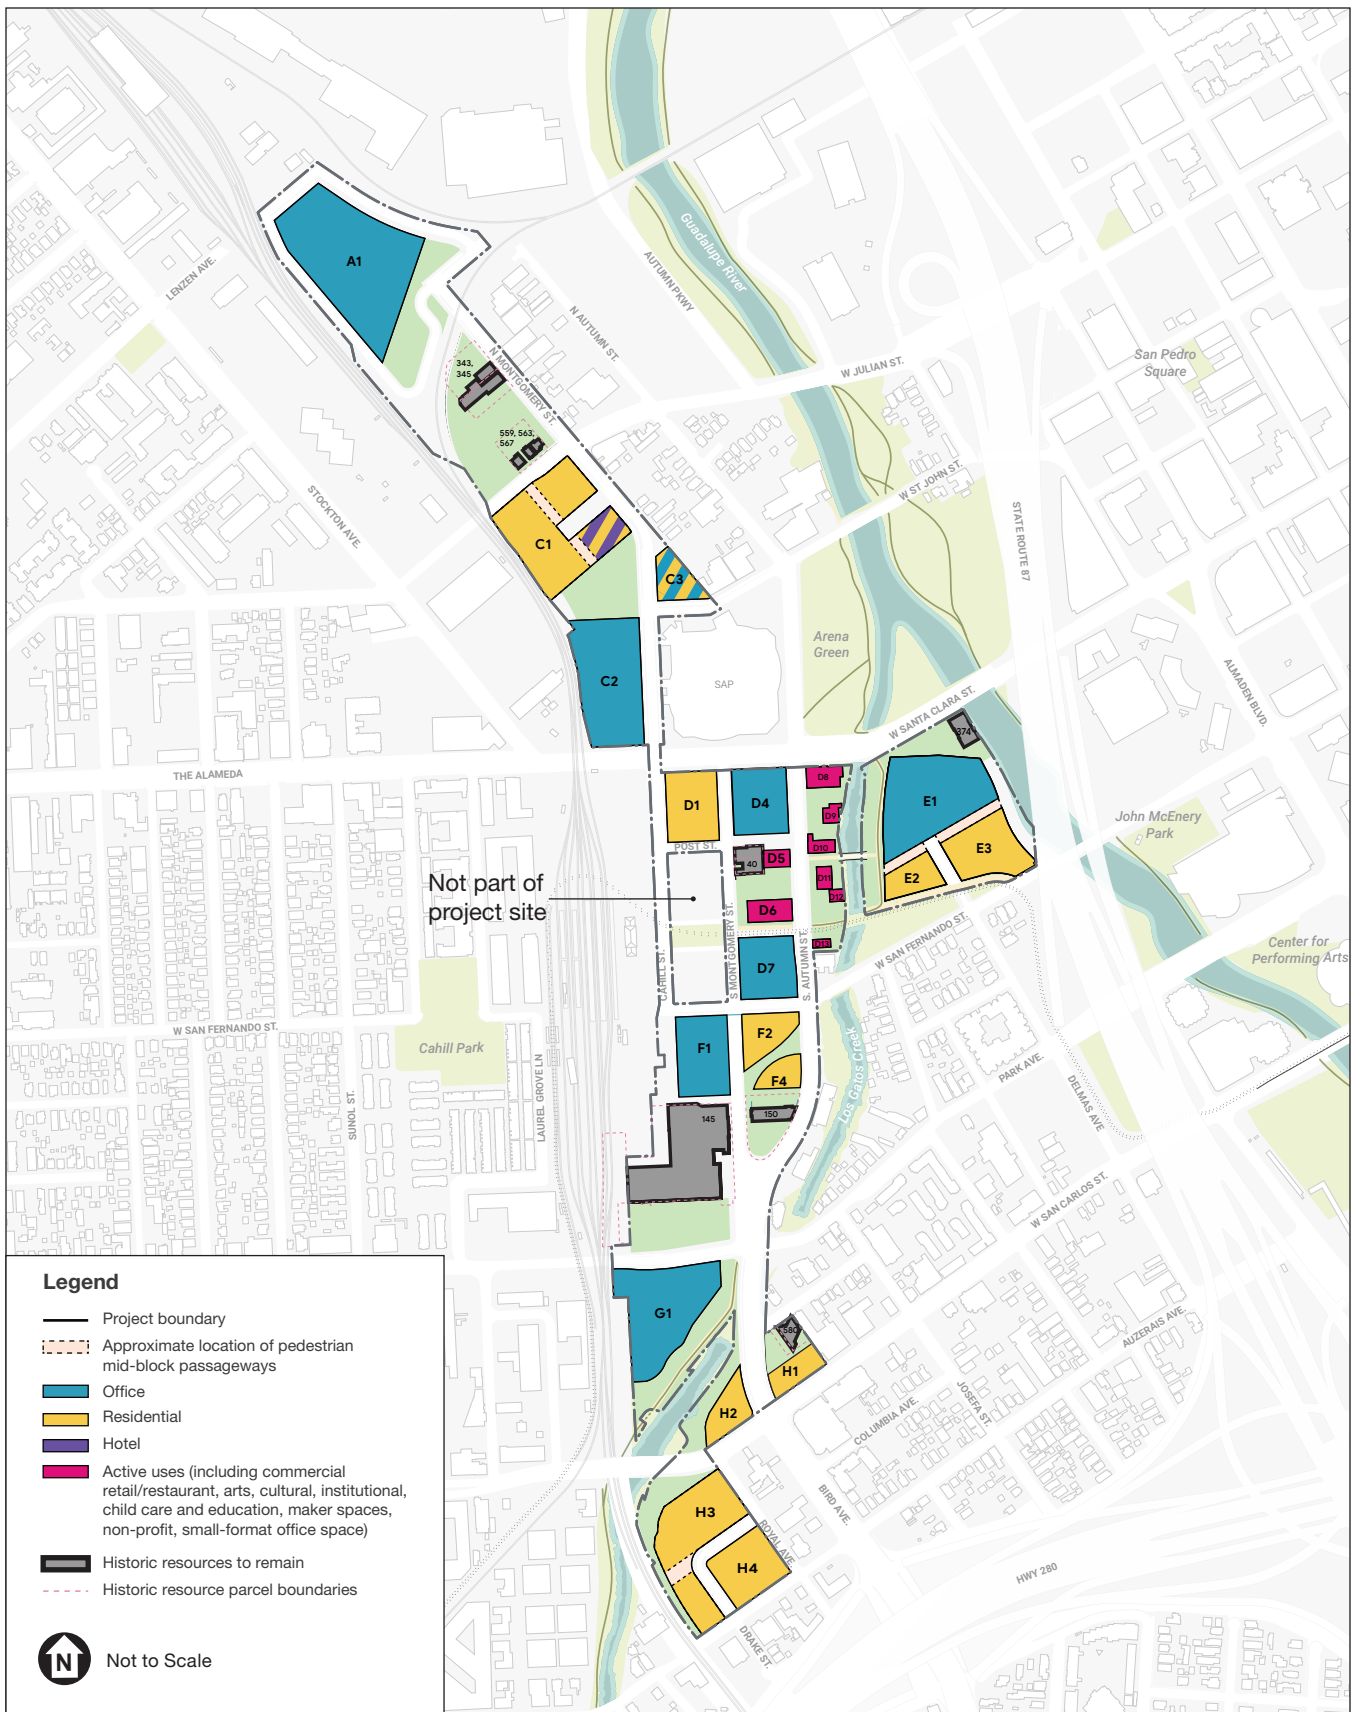 Guadalupe River
A1
LENZEN AVE.
AUTUMN PKWY
N AUTUMN ST.
343,
345
N MONTGOMERY ST.
W JULIAN ST.
San Pedro
Square
559, 563,
567
STOCKTON AVE.
W ST JOHN ST.
STATE ROUTE 87
C1
C3
Arena
Green
C2
SAP
ALMADEN BLVD.
W SANTA CLARA ST.
374
THE ALAMEDA
D1
D4
D8
D9
E1
John McEnery
Park
POST ST.
40
D5
D10
E3
E2
D11
D12
Not part of
project site
D6
D13
CAHILL ST.
S MONTGOMERY ST.
S. AUTUMN ST.
D7
W SAN FERNANDO ST.
Center for
Performing Arts
W SAN FERNANDO ST.
Cahill Park
F1
F2
F4
Los Gatos Creek
PARK AVE.
DELMAS AVE
SUNOL ST.
LAUREL GROVE LN
145
150
W SAN CARLOS ST.
G1
580
H1
H2
AUZERAIS AVE.
JOSEFA ST.
COLUMBIA AVE.
BIRD AVE.
H3
ROYAL AVE.
H4
HWY 280
DRAKE ST.
Legend
Project boundary
Approximate location of pedestrian
mid-block passageways
Office
Residential
Hotel
Active uses (including commercial
retail/restaurant, arts, cultural, institutional,
child care and education, maker spaces,
non-profit, small-format office space)
Historic resources to remain
Historic resource parcel boundaries
N
Not to Scale